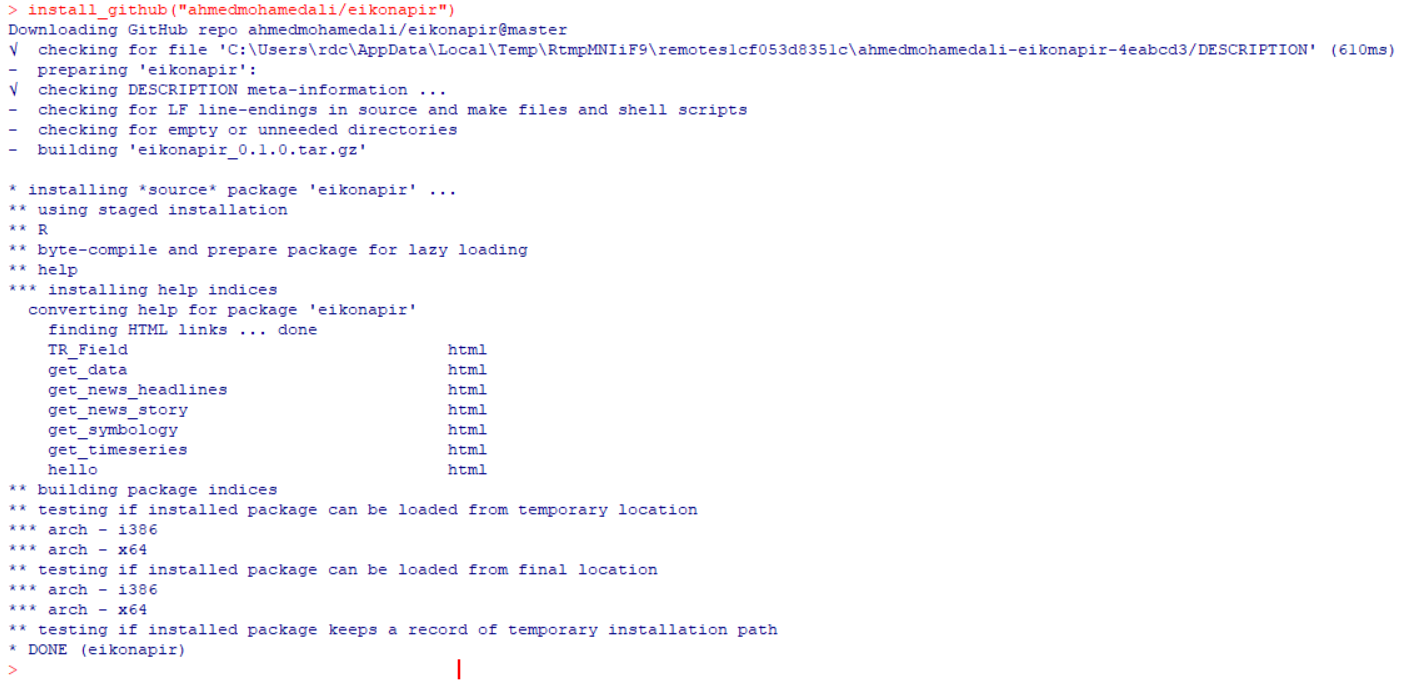 > install_github("ahmedmohamedali/eikonapir")
Downloading GitHub repo ahmedmohamedali/eikonapir@master
√  checking for file 'C:\Users\rdc\AppData\Local\Temp\RtmpMNIiF9\remotes1cf053d8351c\ahmedmohamedali-eikonapir-4eabcd3/DESCRIPTION' (610ms)
-  preparing 'eikonapir':
√  checking DESCRIPTION meta-information ...
-  checking for LF line-endings in source and make files and shell scripts
-  checking for empty or unneeded directories
-  building 'eikonapir_0.1.0.tar.gz'
* installing *source* package 'eikonapir' ...
** using staged installation
** R
** byte-compile and prepare package for lazy loading
** help
*** installing help indices
  converting help for package 'eikonapir'
    finding HTML links ... done
    TR_Field                                html
    get_data                                html
    get_news_headlines                      html
    get_news_story                          html
    get_symbology                           html
    get_timeseries                          html
    hello                                   html
** building package indices
** testing if installed package can be loaded from temporary location
*** arch - i386
*** arch - x64
** testing if installed package can be loaded from final location
*** arch - i386
*** arch - x64
** testing if installed package keeps a record of temporary installation path
* DONE (eikonapir)
>